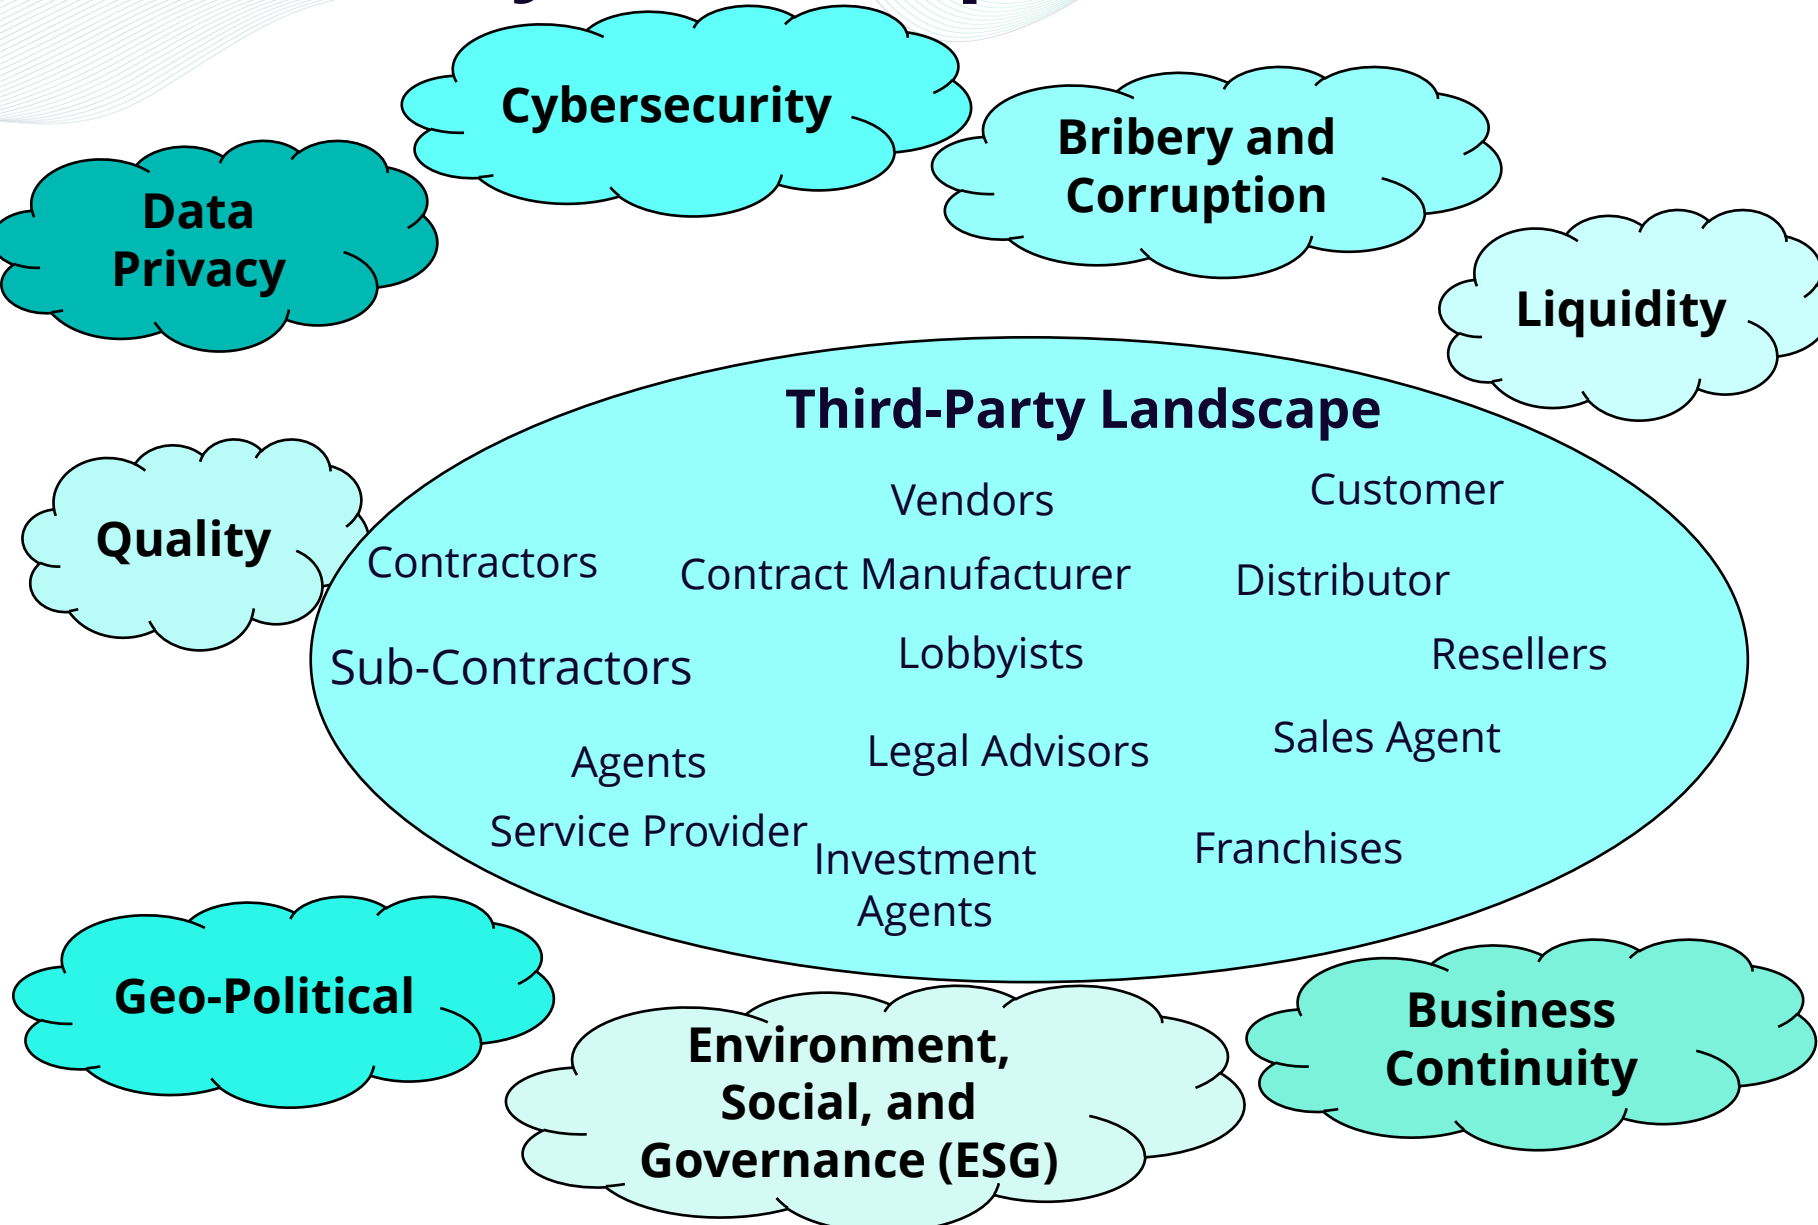 Cybersecurity
Bribery and
Corruption
Data
Privacy
Liquidity
Third-Party Landscape
Vendors
Customer
Quality
Contractors
Contract Manufacturer
Distributor
Sub-Contractors
Lobbyists
Resellers
Agents
Legal Advisors
Sales Agent
Service Provider
Investment
Agents
Franchises
Geo-Political
Environment,
Social, and
Governance (ESG)
Business
Continuity